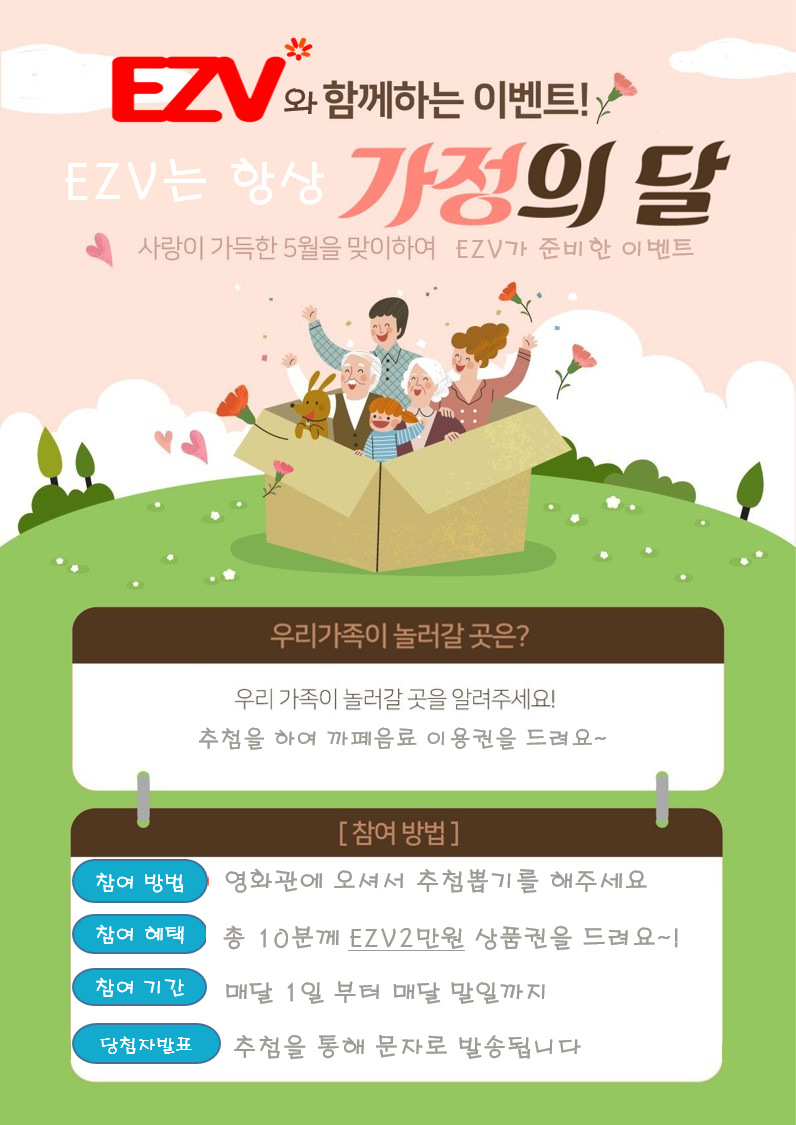 EZV와 함께하는 이벤트!
EZV는 항상 가정의 달
사랑이 가득한 5월을 맞이하여 EZV가 준비한 이벤트
우리가족이 놀러갈 곳은?
우리 가족이 놀러갈 곳을 알려주세요!
추첨을 하여 까페음료 이용권을 드려요~
[ 참여 방법 ]
참여 방법 영화관에 오셔서 추첨뽑기를 해주세요
참여 혜택 총 10분께 EZV2만원 상품권을 드려요~!
참여 기간 매달 1일 부터 매달 말일까지
당첨자발표 추첨을 통해 문자로 발송됩니다